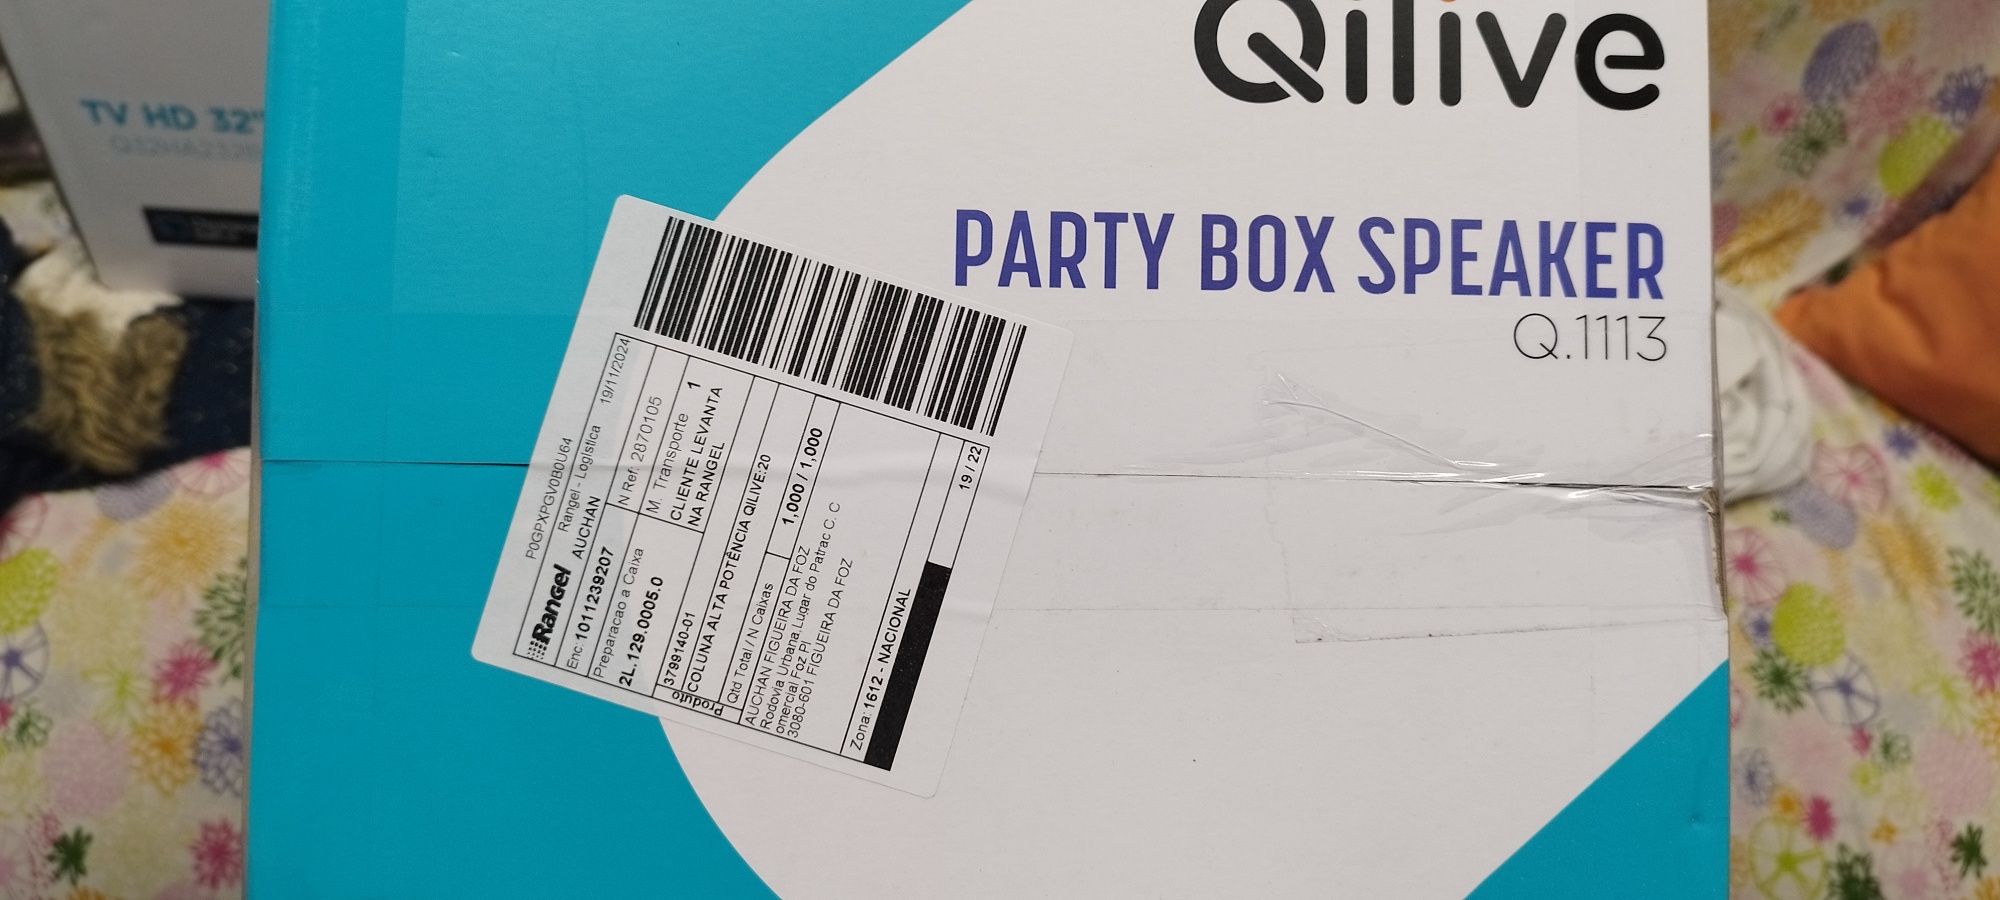 Qilive
PARTY BOX SPEAKER
Q.1113
TV HD 32"
P0GPXPGV0B0U64
Rangel Rangel - Logística 19/11/2024
Enc 1011239207 AUCHAN
Preparacao a Caixa N Ref: 2870105
2L.129.0005.0 M. Transporte 1
CLIENTE LEVANTA
NA RANGEL
Produto
3799140-01
COLUNA ALTA POTÊNCIA QILIVE:20
Qtd Total / N Caixas 1,000 / 1,000
AUCHAN FIGUEIRA DA FOZ
Rodovia Urbana,Lugar do Patrac C. C
omercial Foz Pl
3080-601 FIGUEIRA DA FOZ
Zona: 1612 - NACIONAL 19 / 22